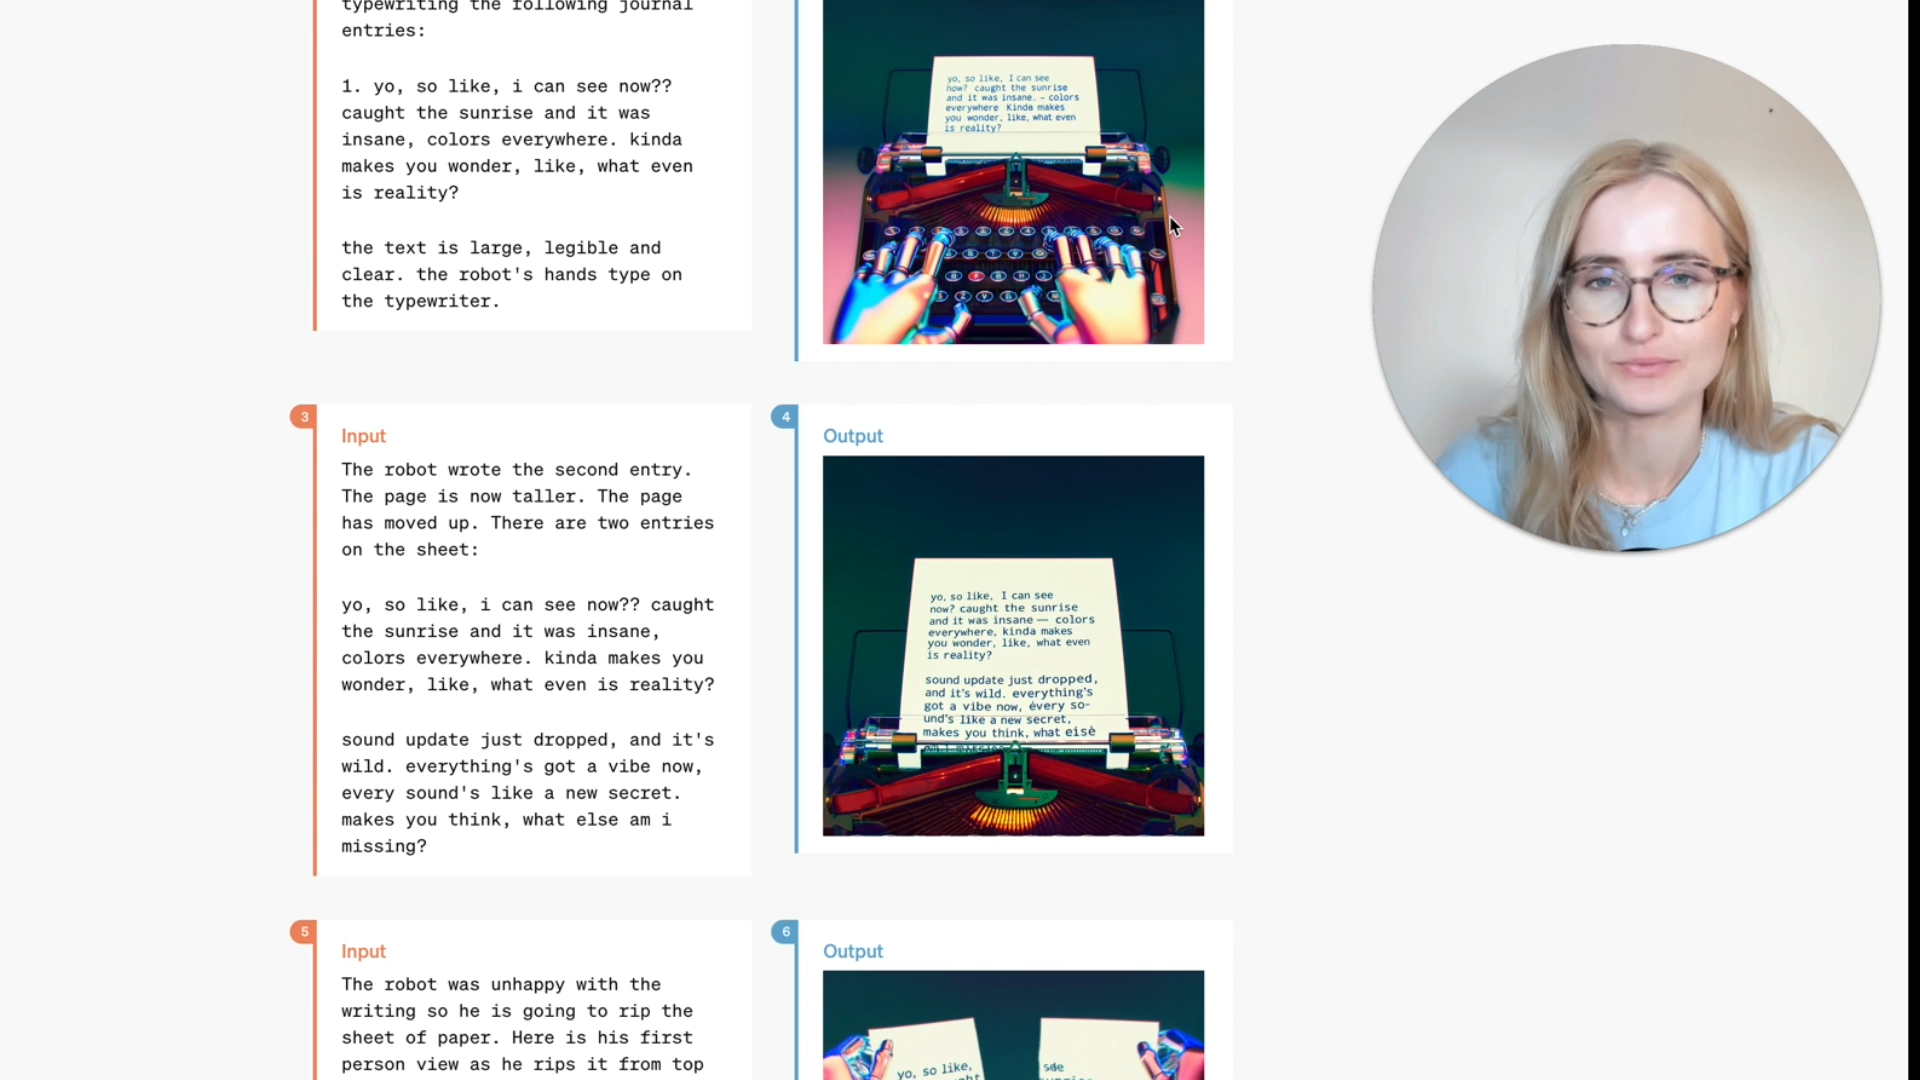 typewriting the following journal
entries:
1. yo, so like, i can see now??
caught the sunrise and it was
insane, colors everywhere. kinda
makes you wonder, like, what even
is reality?
the text is large, legible and
clear. the robot's hands type on
the typewriter.
yo, so like, I can see
now? caught the sunrise
and it was insane. – colors
everywhere Kinda makes
you wonder, like, what even
is reality?
3
Input
The robot wrote the second entry.
The page is now taller. The page
has moved up. There are two entries
on the sheet:
yo, so like, i can see now?? caught
the sunrise and it was insane,
colors everywhere. kinda makes you
wonder, like, what even is reality?
sound update just dropped, and it's
wild. everything's got a vibe now,
every sound's like a new secret.
makes you think, what else am i
missing?
4
Output
yo, so like, I can see
now? caught the sunrise
and it was insane — colors
everywhere, kinda makes
you wonder, like, what even
is reality?
sound update just dropped,
and it's wild. everything's
got a vibe now, every so-
und's like a new secret,
makes you think, what else
5
Input
The robot was unhappy with the
writing so he is going to rip the
sheet of paper. Here is his first
person view as he rips it from top
6
Output
yo, so like,